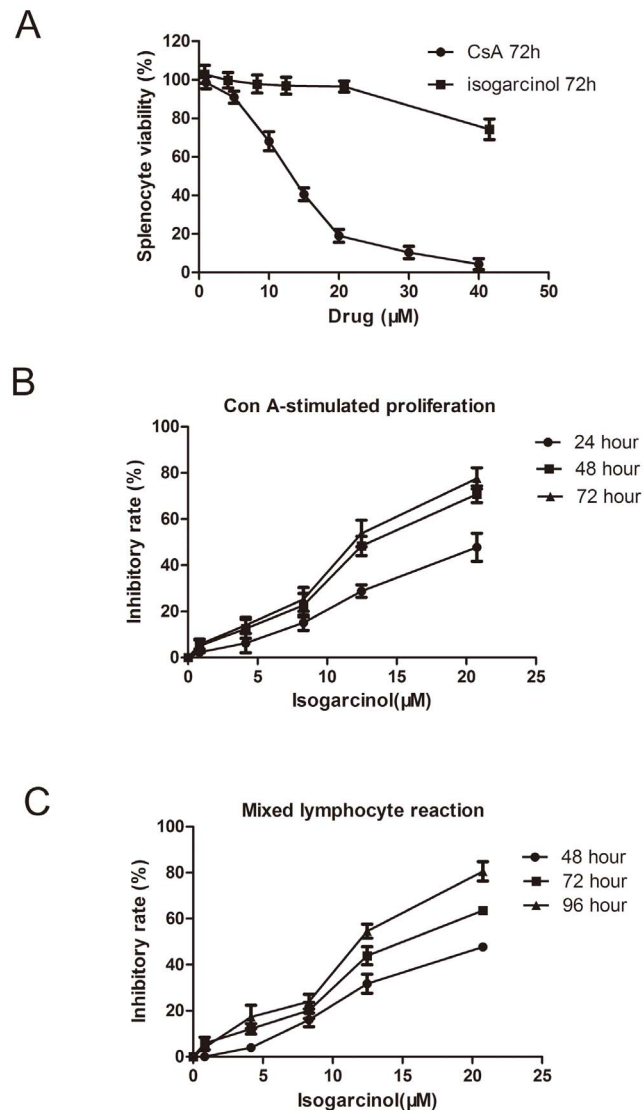 A
120
100
80
60
40
20
0
Splenocyte viability (%)
0 10 20 30 40 50
Drug (µM)
CsA 72h
isogarcinol 72h
B
Con A-stimulated proliferation
100
80
60
40
20
0
Inhibitory rate (%)
0 5 10 15 20 25
Isogarcinol(µM)
24 hour
48 hour
72 hour
C
Mixed lymphocyte reaction
100
80
60
40
20
0
Inhibitory rate (%)
0 5 10 15 20 25
Isogarcinol(µM)
48 hour
72 hour
96 hour